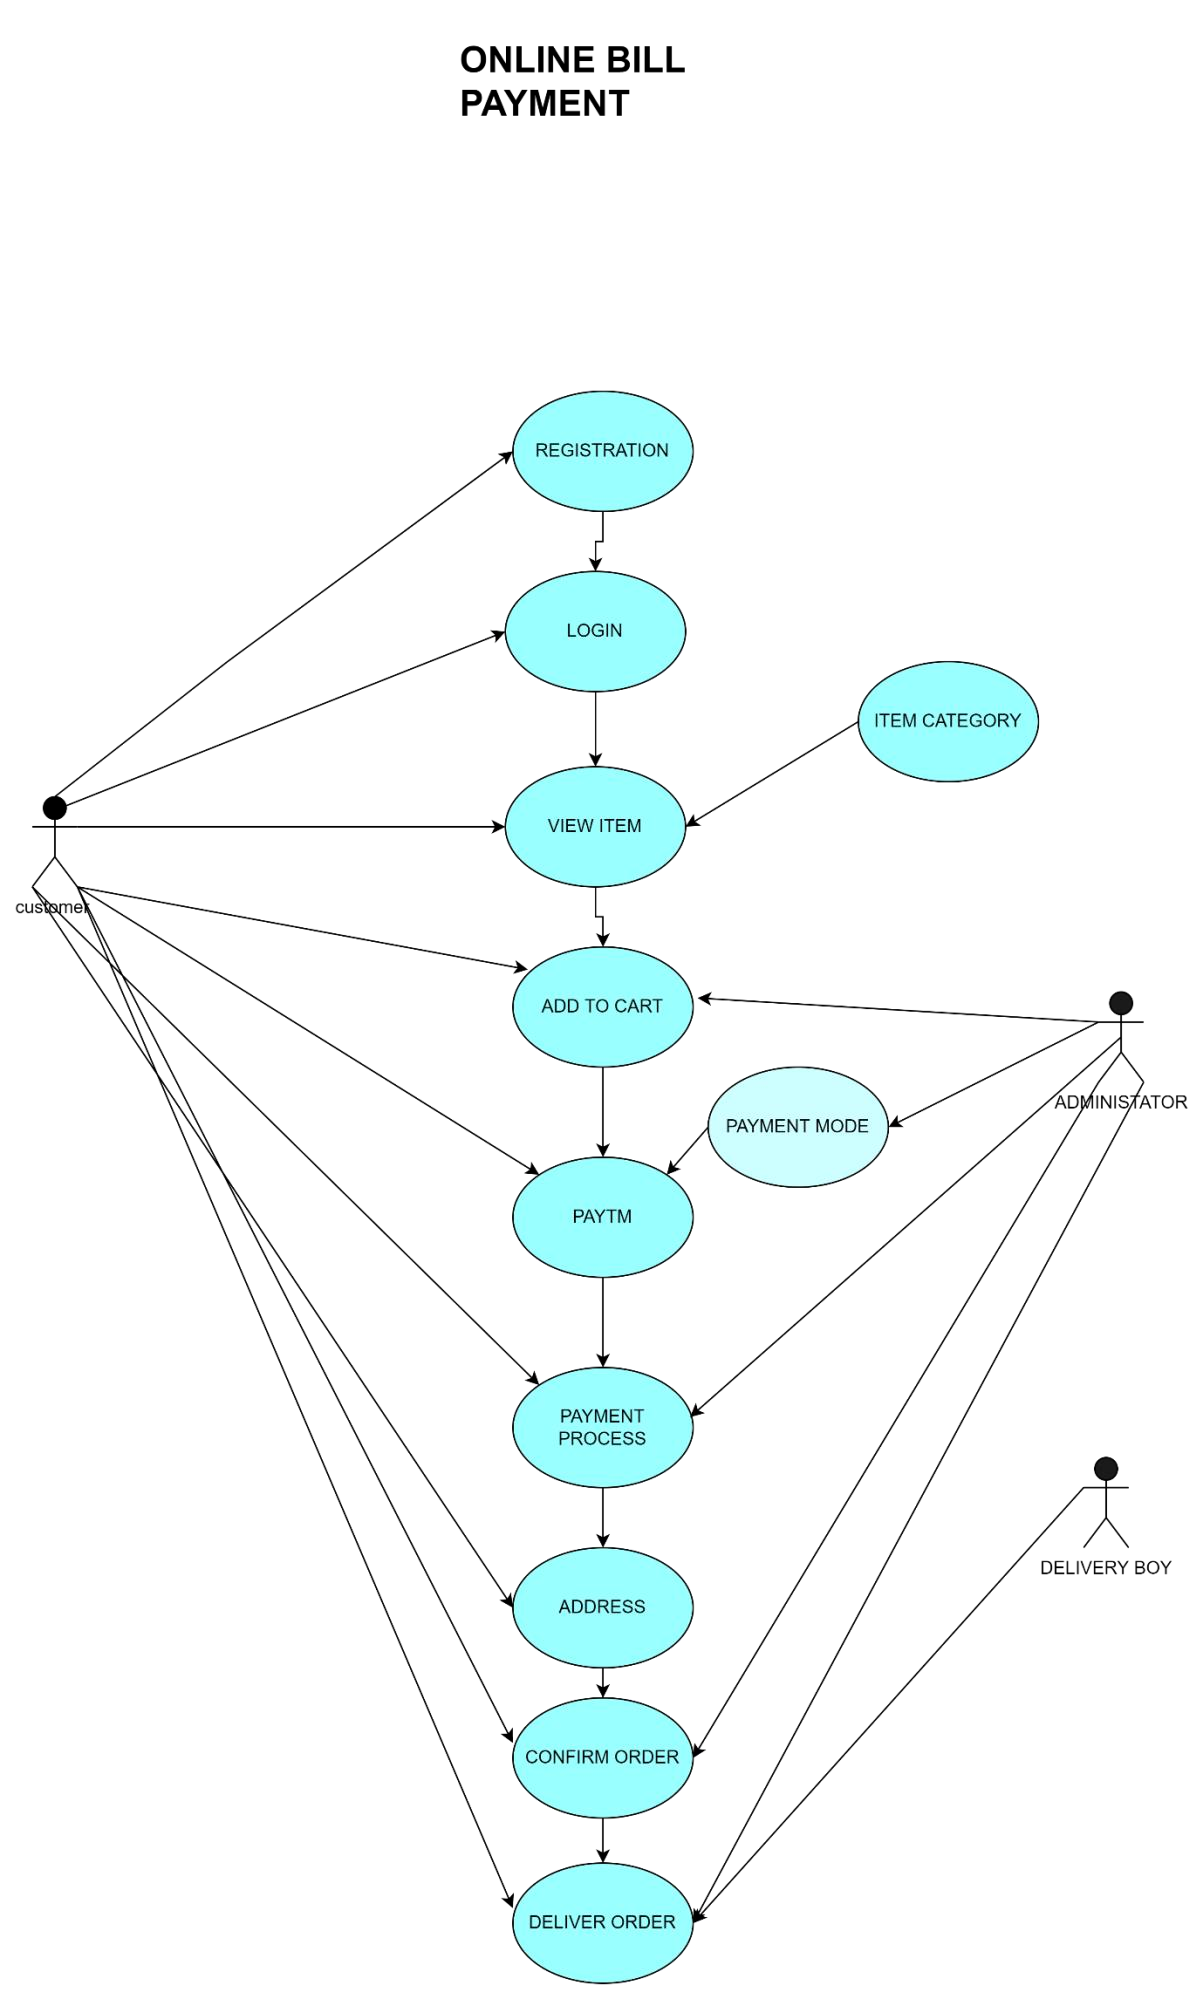 ONLINE BILL
PAYMENT
REGISTRATION
LOGIN
ITEM CATEGORY
VIEW ITEM
customer
ADD TO CART
ADMINISTATOR
PAYMENT MODE
PAYTM
PAYMENT
PROCESS
DELIVERY BOY
ADDRESS
CONFIRM ORDER
DELIVER ORDER